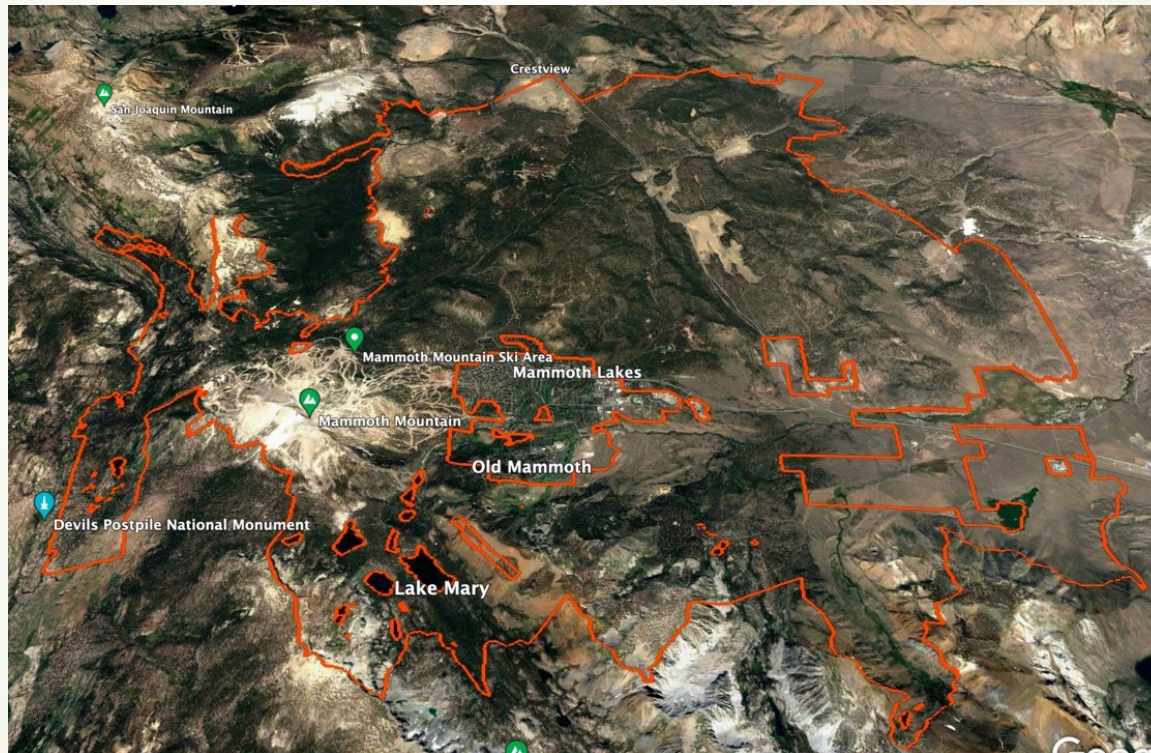 Crestview
San Joaquin Mountain
Mammoth Mountain Ski Area
Mammoth Lakes
Mammoth Mountain
Old Mammoth
Devils Postpile National Monument
Lake Mary